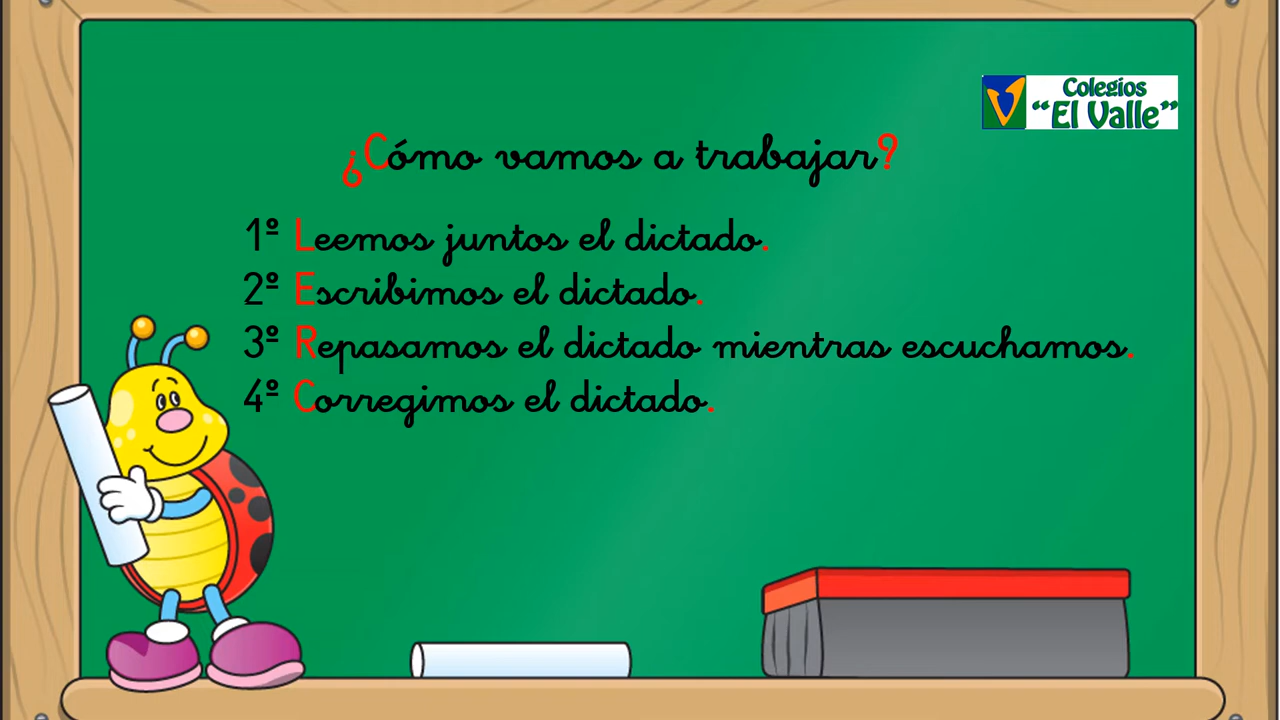 Colegios
“El Valle”
¿Cómo vamos a trabajar?
1º Leemos juntos el dictado.
2º Escribimos el dictado.
3º Repasamos el dictado mientras escuchamos.
4º Corregimos el dictado.